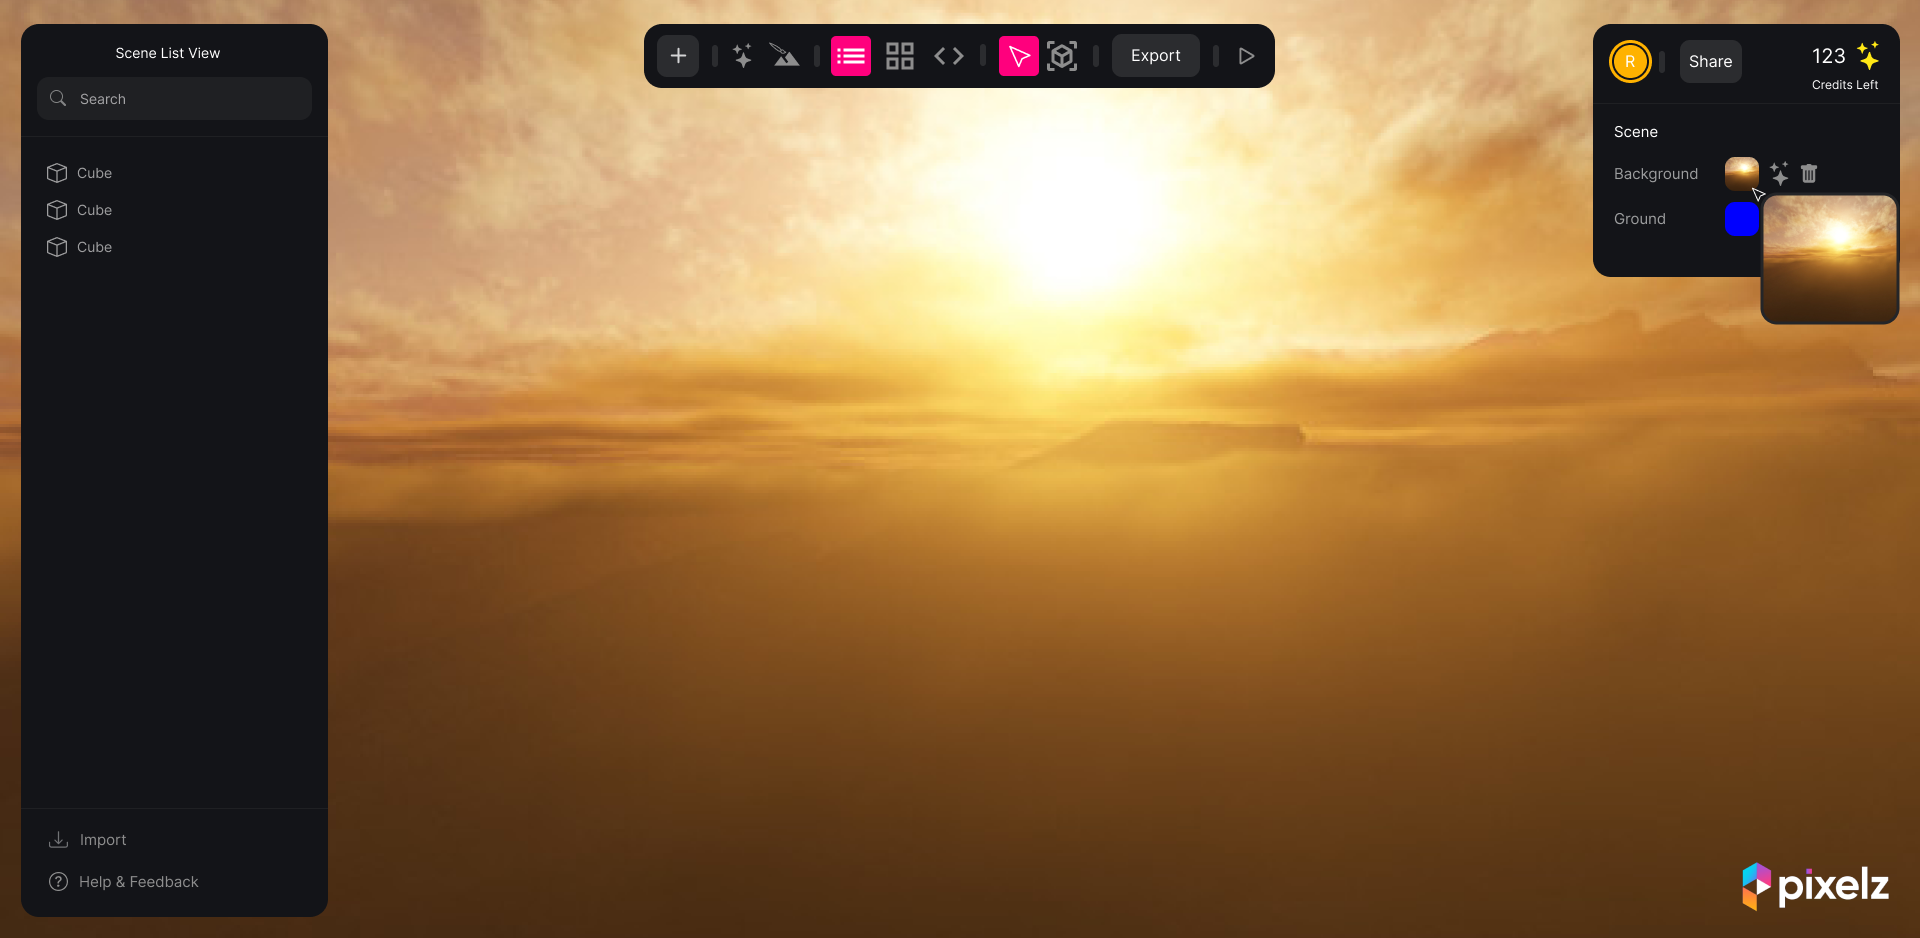 Scene List View
Search
Cube
Cube
Cube
Import
? Help & Feedback
Export
R
Share
123
Credits Left
Scene
Background
Ground
pixelz